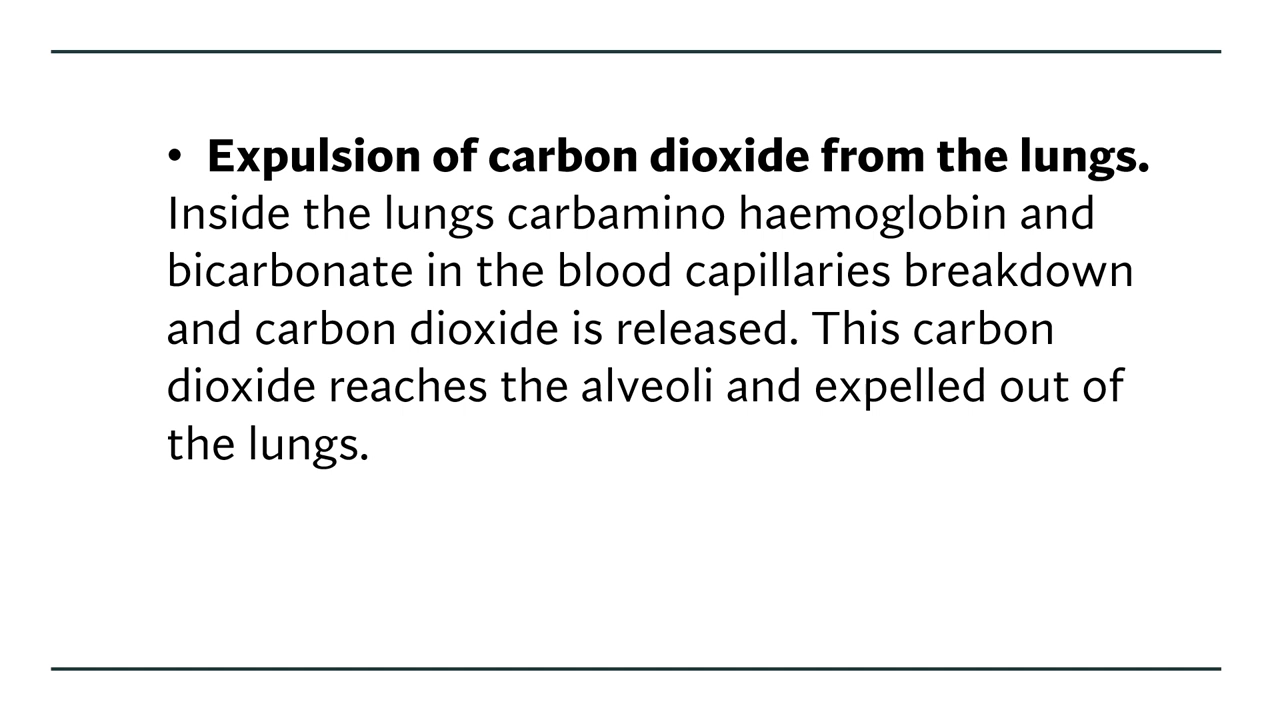 • Expulsion of carbon dioxide from the lungs.
Inside the lungs carbamino haemoglobin and
bicarbonate in the blood capillaries breakdown
and carbon dioxide is released. This carbon
dioxide reaches the alveoli and expelled out of
the lungs.